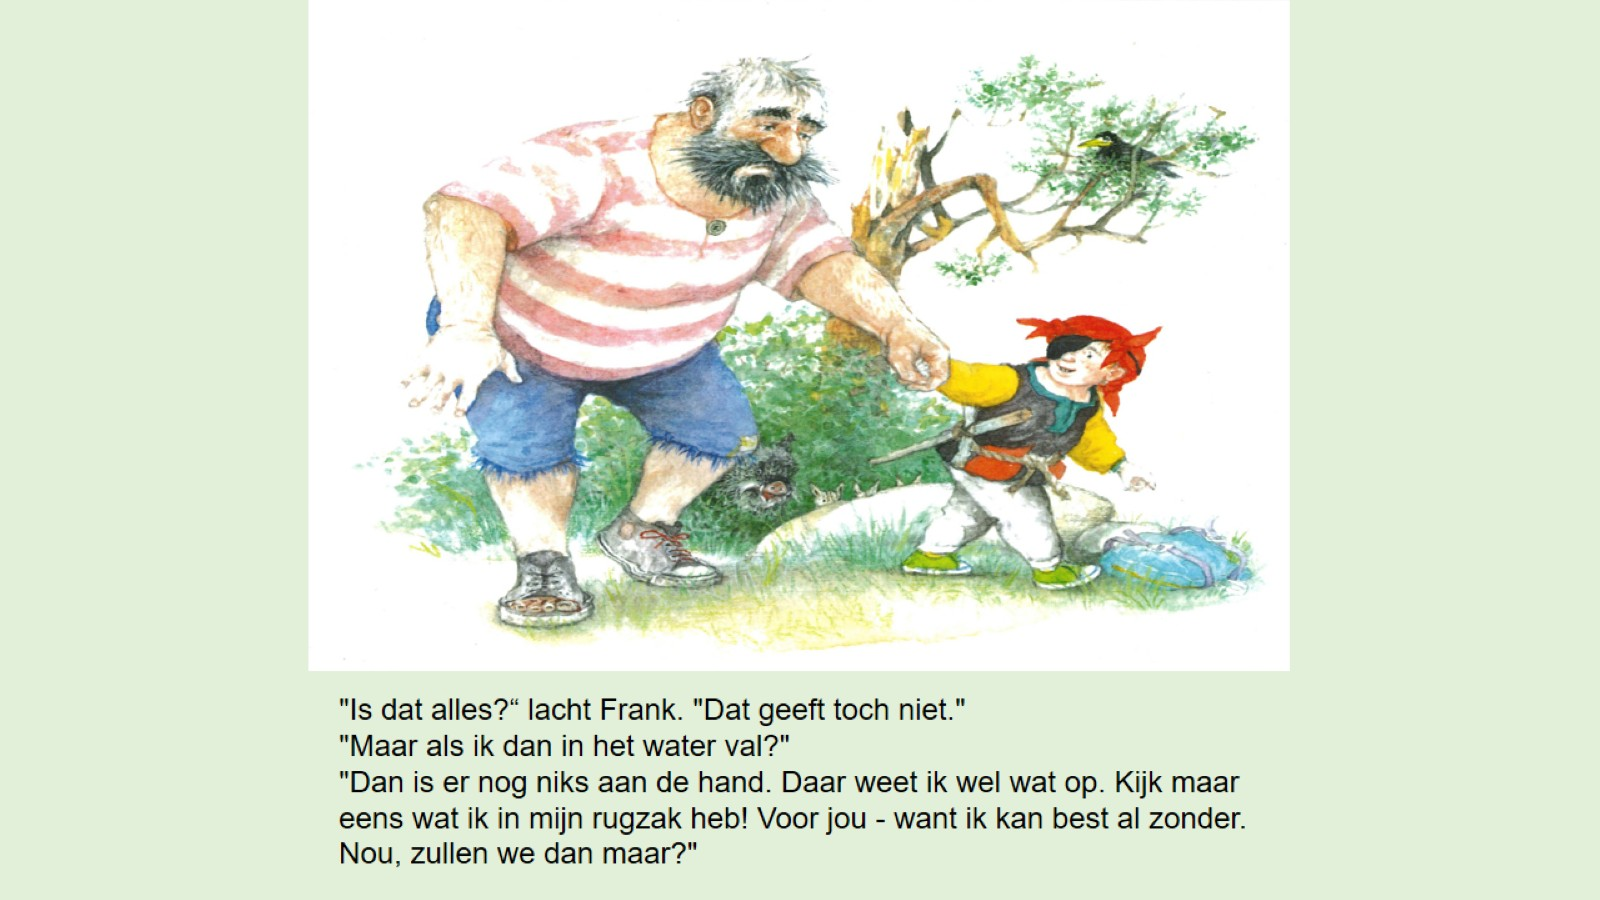 "Is dat alles?“ lacht Frank. "Dat geeft toch niet."
"Maar als ik dan in het water val?"
"Dan is er nog niks aan de hand. Daar weet ik wel wat op. Kijk maar
eens wat ik in mijn rugzak heb! Voor jou - want ik kan best al zonder.
Nou, zullen we dan maar?"